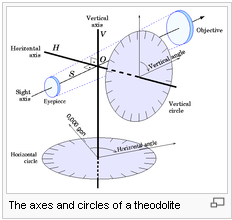 Vertical
axis
V
Objective
Horizontal
axis
H
O
S
Vertical angle
Sight
axis
Eyepiece
Vertical
circle
0,000 gon
Horizontal
circle
Horizontal angle
The axes and circles of a theodolite